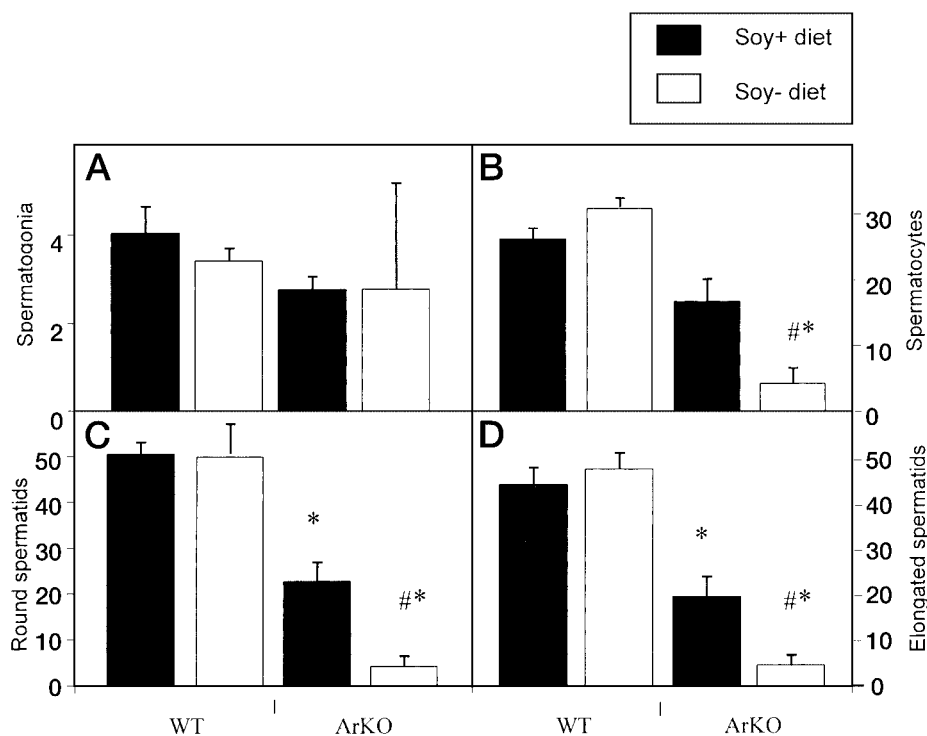 Soy+ diet
Soy- diet
A
B
Spermatogonia
4
2
0
Spermatocytes
30
20
10
0
C
D
Round spermatids
50
40
30
20
10
0
*
#*
Elongated spermatids
50
40
30
20
10
0
*
#*
#*
WT
ArKO
WT
ArKO